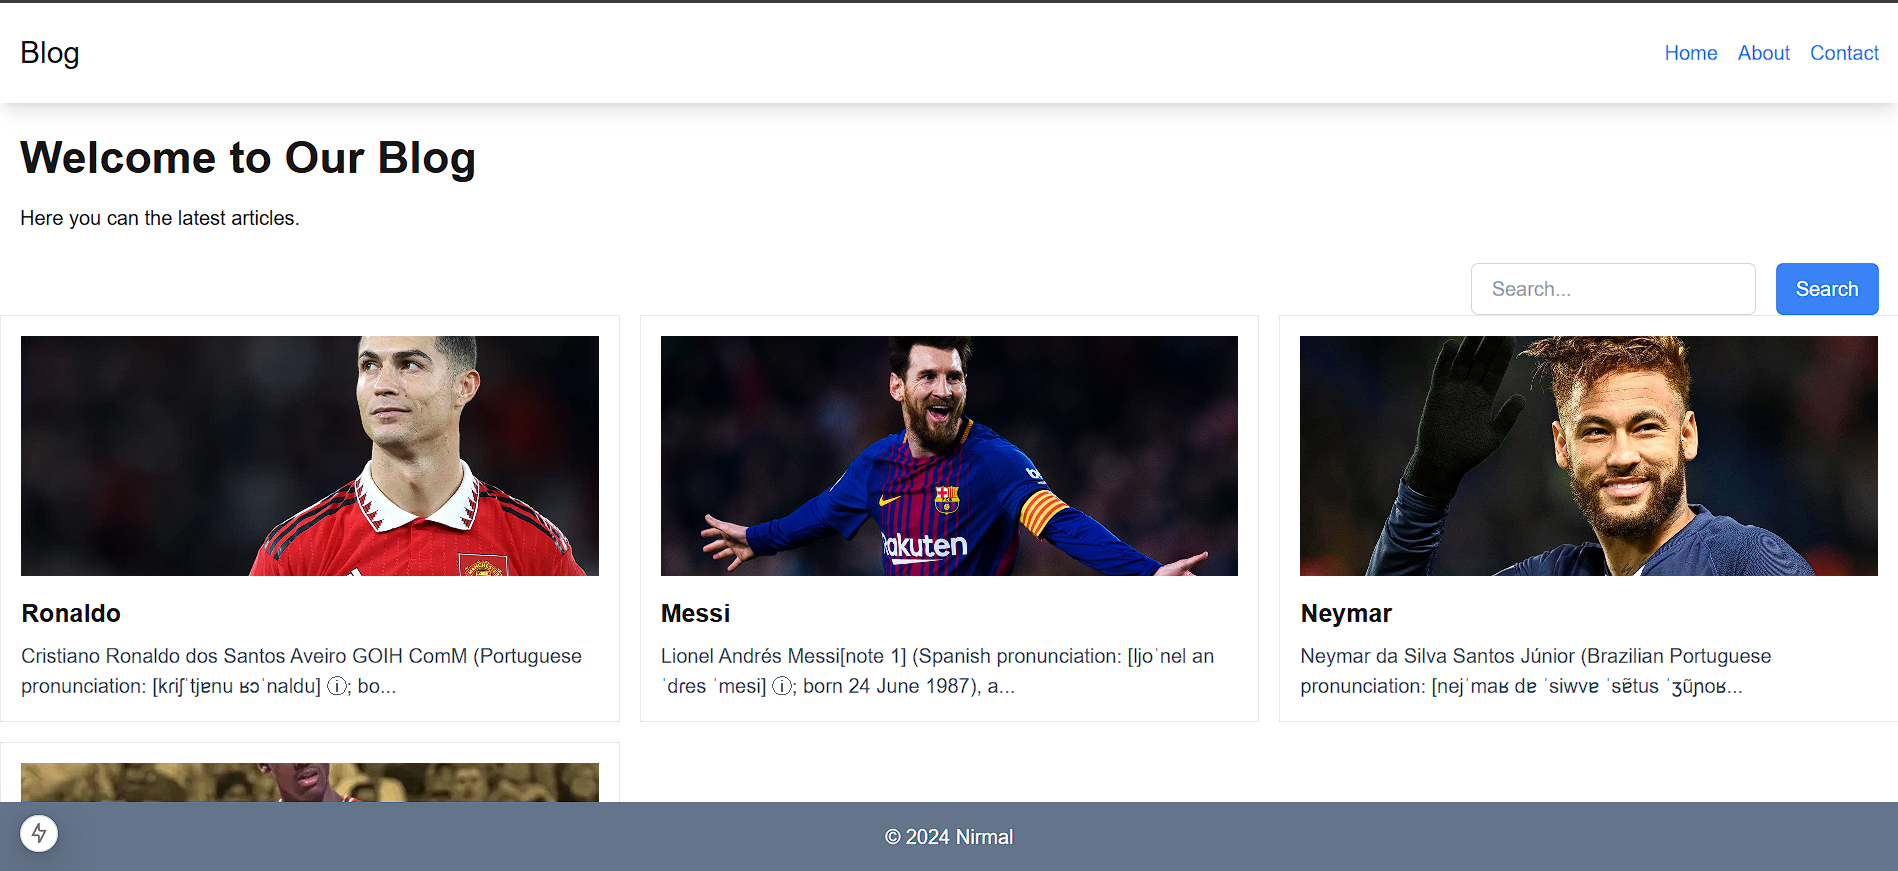 Blog
Home About Contact
Welcome to Our Blog
Here you can the latest articles.
Search...
Search
Rakuten
Ronaldo
Cristiano Ronaldo dos Santos Aveiro GOIH ComM (Portuguese
pronunciation: [kɾiʃˈtjɐnu ʁɔˈnaldu] ⓘ; bo...
Messi
Lionel Andrés Messi[note 1] (Spanish pronunciation: [ljoˈnel an
ˈdɾes ˈmesi] ⓘ; born 24 June 1987), a...
Neymar
Neymar da Silva Santos Júnior (Brazilian Portuguese
pronunciation: [nejˈmaʁ dɐ ˈsiwvɐ ˈsɐ̃tus ˈʒũɲoʁ...
© 2024 Nirmal